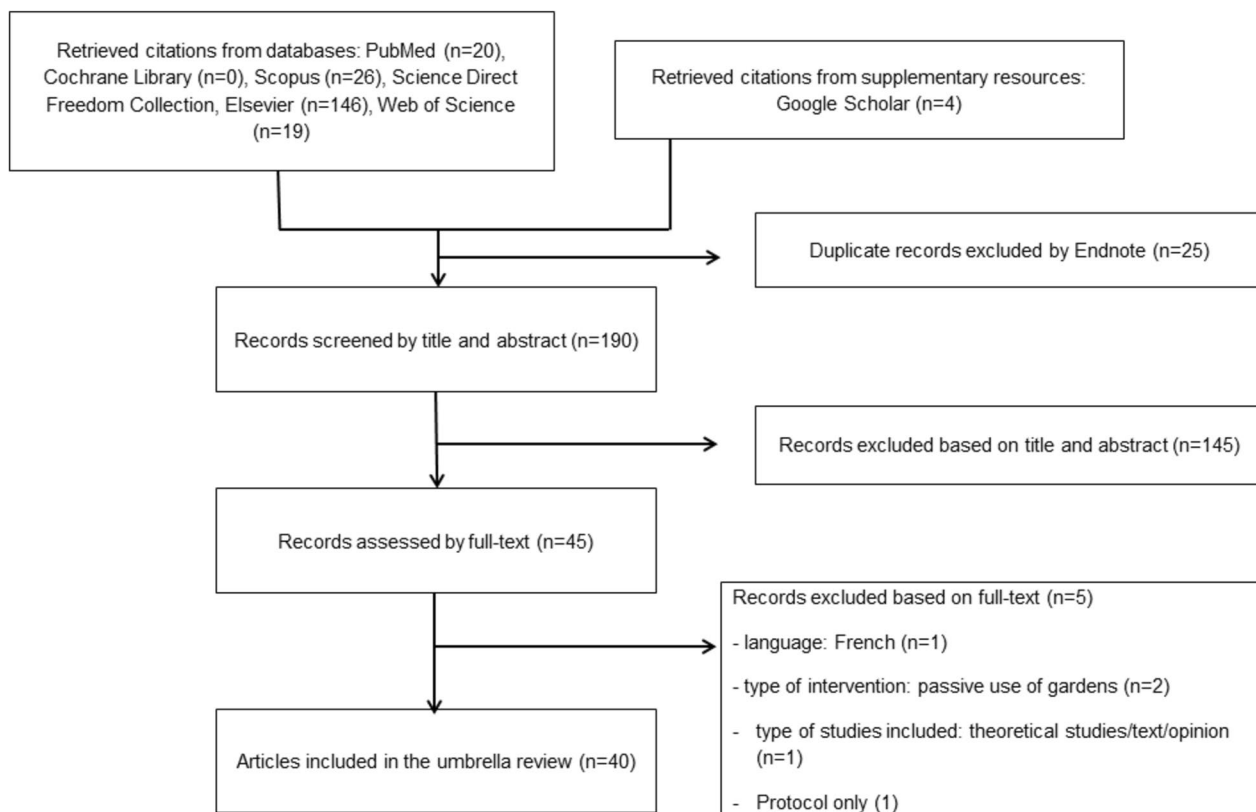 Retrieved citations from databases: PubMed (n=20),
Cochrane Library (n=0), Scopus (n=26), Science Direct
Freedom Collection, Elsevier (n=146), Web of Science
(n=19)
Retrieved citations from supplementary resources:
Google Scholar (n=4)
Duplicate records excluded by Endnote (n=25)
Records screened by title and abstract (n=190)
Records excluded based on title and abstract (n=145)
Records assessed by full-text (n=45)
Records excluded based on full-text (n=5)
- language: French (n=1)
- type of intervention: passive use of gardens (n=2)
- type of studies included: theoretical studies/text/opinion
(n=1)
- Protocol only (1)
Articles included in the umbrella review (n=40)